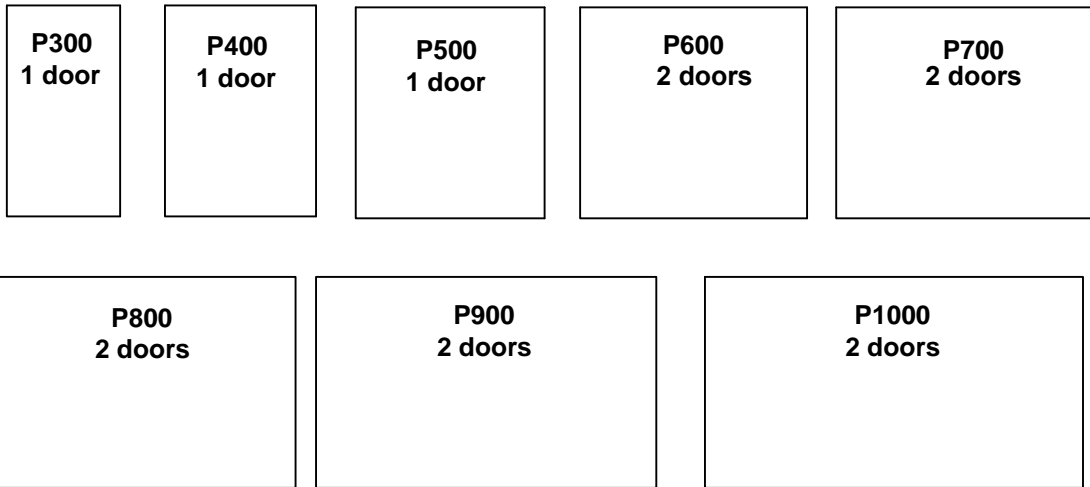 P300
1 door
P400
1 door
P500
1 door
P600
2 doors
P700
2 doors
P800
2 doors
P900
2 doors
P1000
2 doors